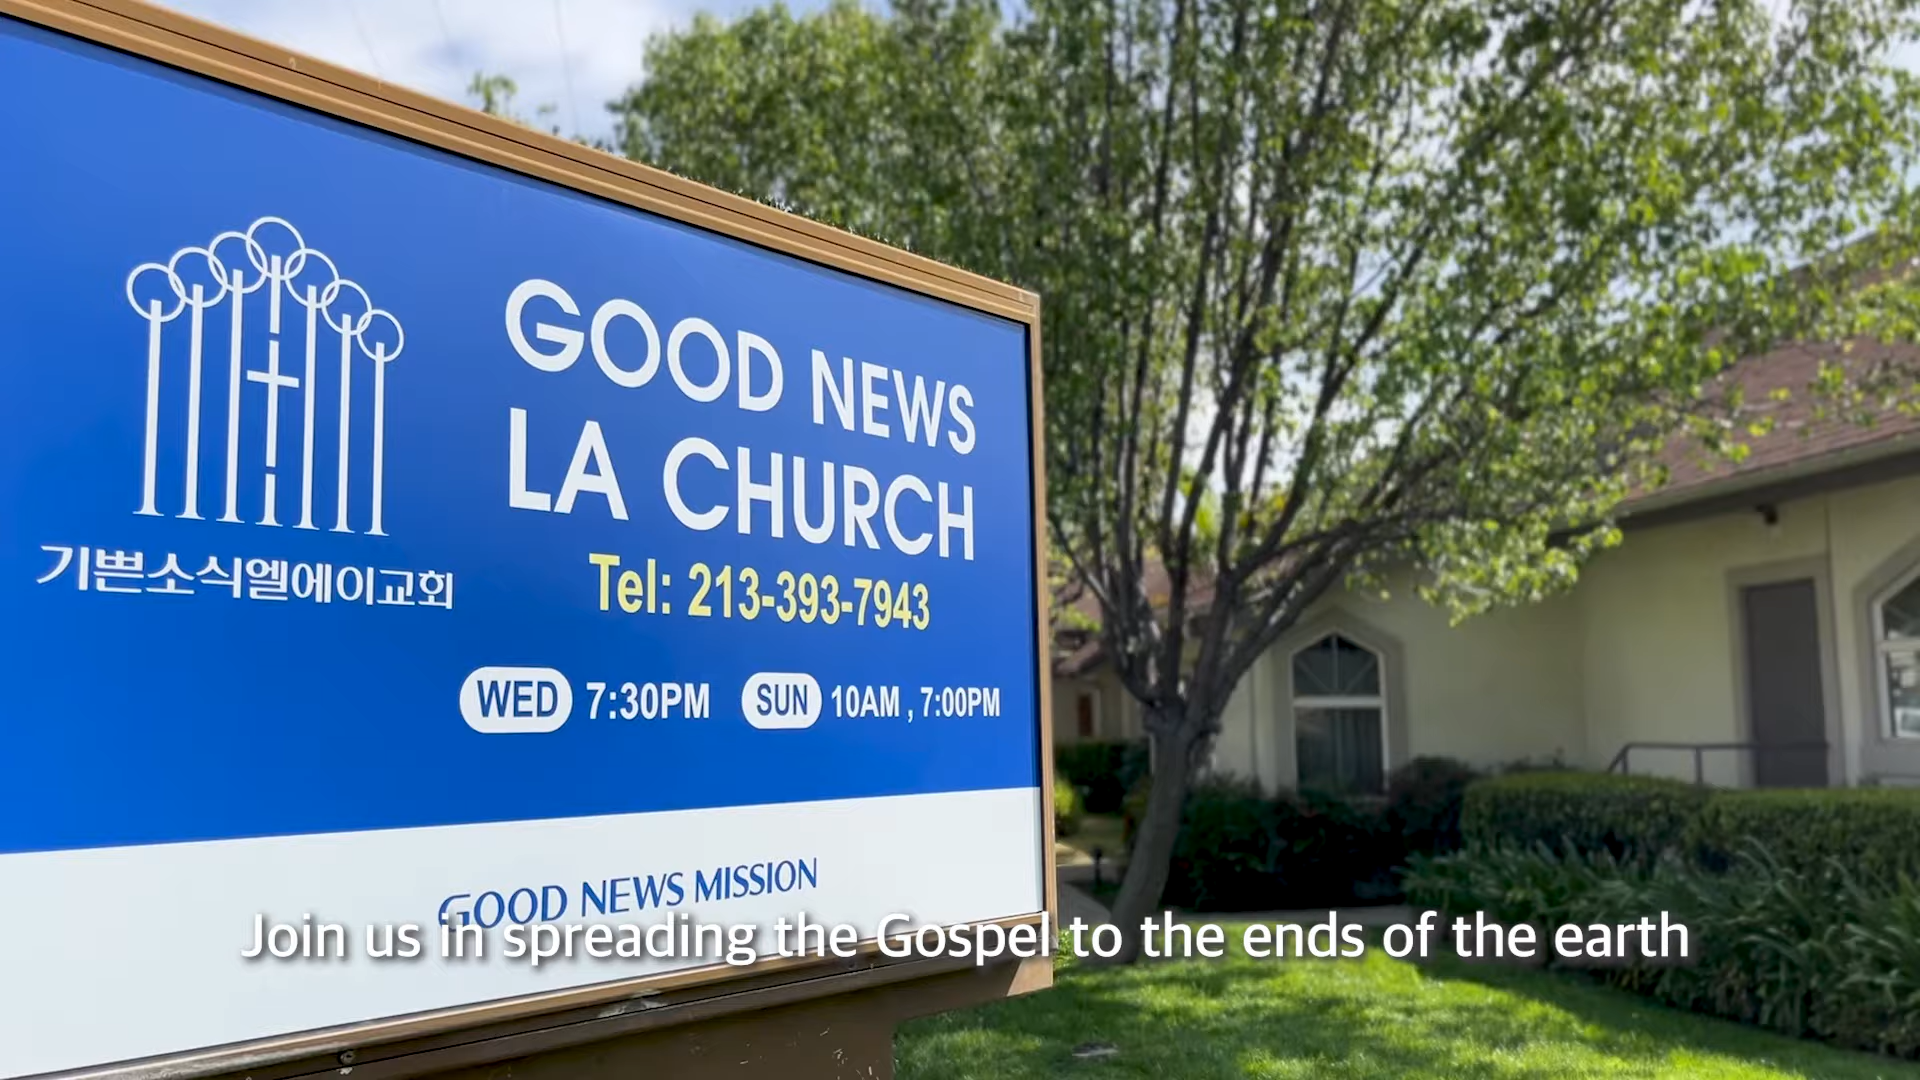 GOOD NEWS
LA CHURCH
기쁜소식엘에이교회
Tel: 213-393-7943
WED 7:30PM SUN 10AM , 7:00PM
GOOD NEWS MISSION
Join us in spreading the Gospel to the ends of the earth